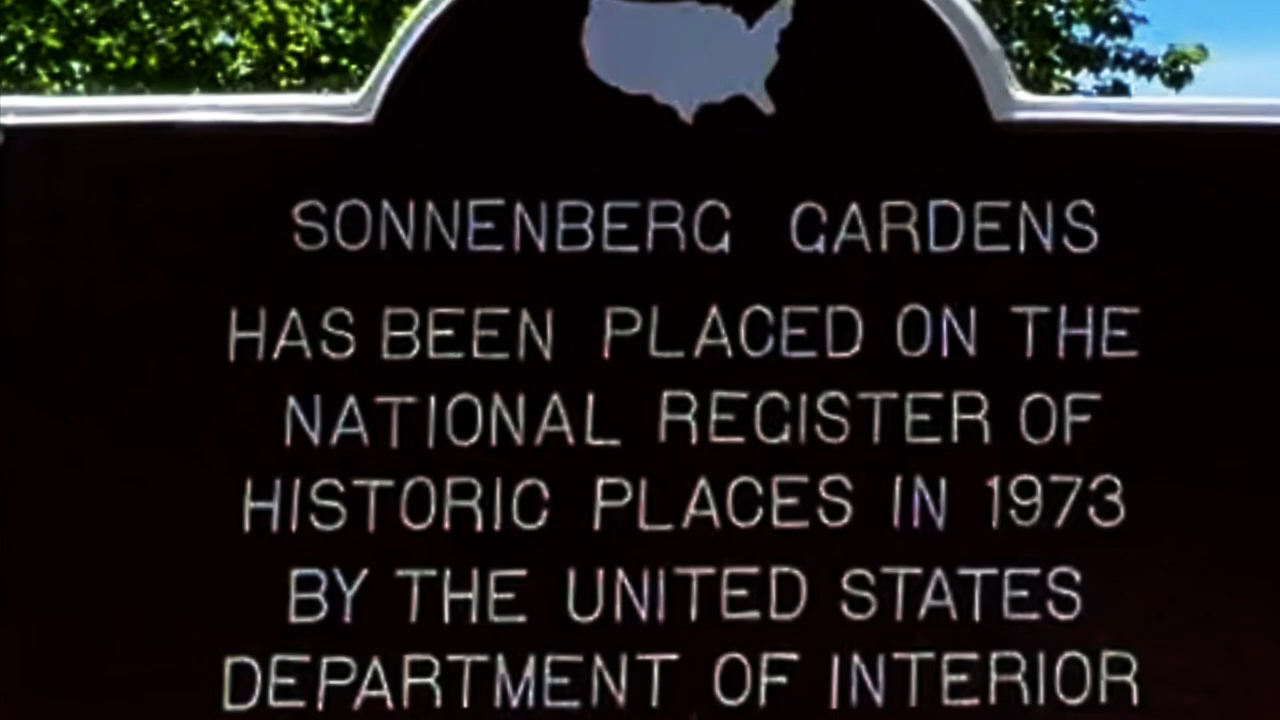 SONNENBERG GARDENS
HAS BEEN PLACED ON THE
NATIONAL REGISTER OF
HISTORIC PLACES IN 1973
BY THE UNITED STATES
DEPARTMENT OF INTERIOR